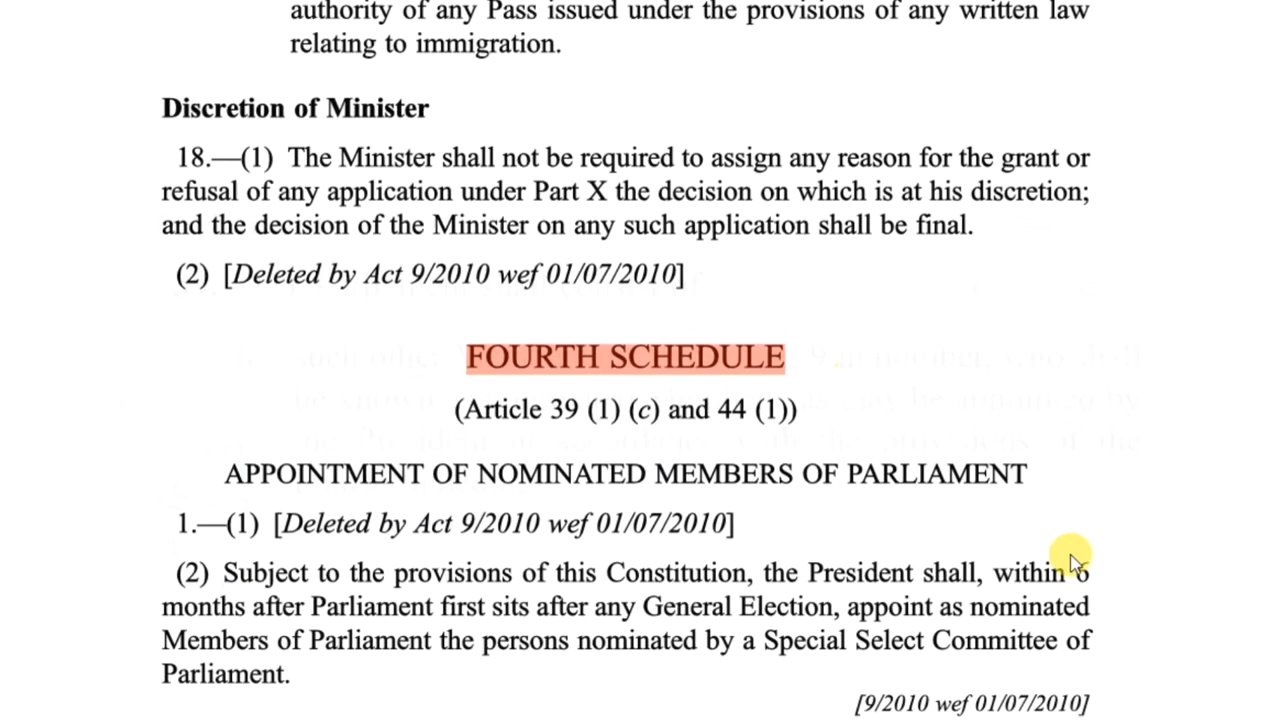 authority of any Pass issued under the provisions of any written law
relating to immigration.
Discretion of Minister
18.—(1) The Minister shall not be required to assign any reason for the grant or
refusal of any application under Part X the decision on which is at his discretion;
and the decision of the Minister on any such application shall be final.
(2) [Deleted by Act 9/2010 wef 01/07/2010]
FOURTH SCHEDULE
(Article 39 (1) (c) and 44 (1))
APPOINTMENT OF NOMINATED MEMBERS OF PARLIAMENT
1.—(1) [Deleted by Act 9/2010 wef 01/07/2010]
(2) Subject to the provisions of this Constitution, the President shall, within 6
months after Parliament first sits after any General Election, appoint as nominated
Members of Parliament the persons nominated by a Special Select Committee of
Parliament.
[9/2010 wef 01/07/2010]